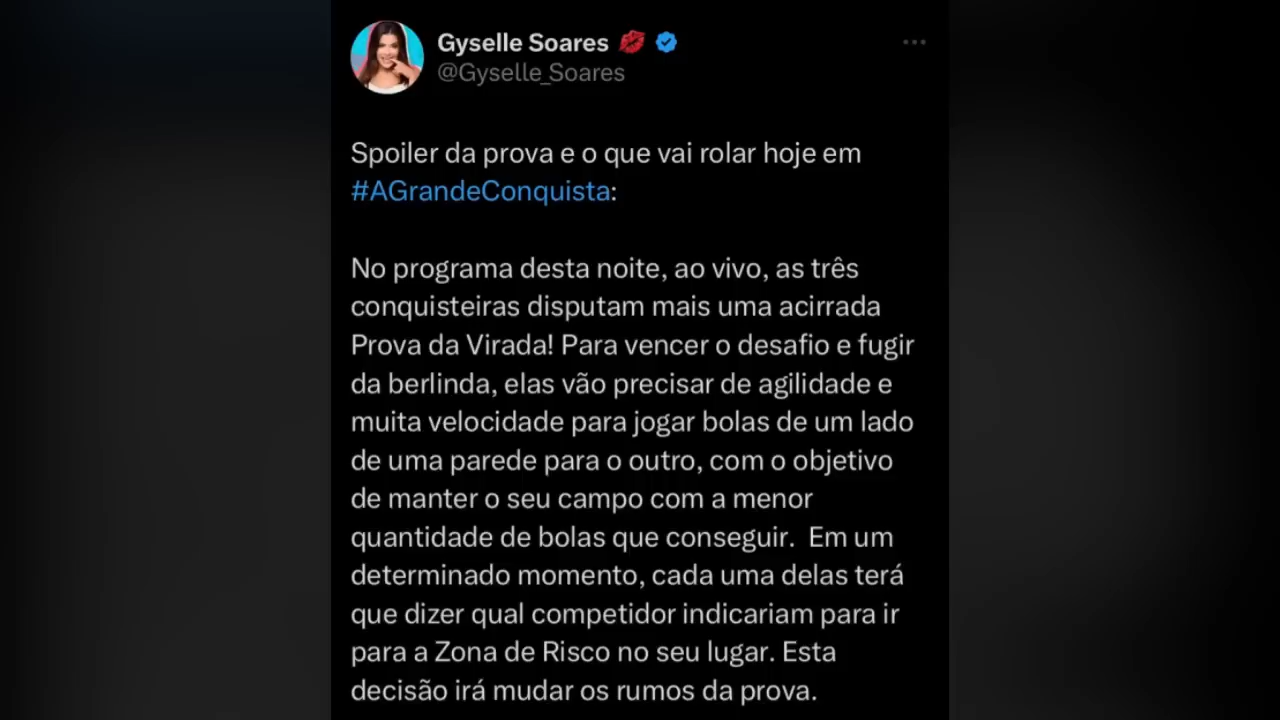 Gyselle Soares 💋
@Gyselle_Soares
Spoiler da prova e o que vai rolar hoje em
#AGrandeConquista:
No programa desta noite, ao vivo, as três
conquisteiras disputam mais uma acirrada
Prova da Virada! Para vencer o desafio e fugir
da berlinda, elas vão precisar de agilidade e
muita velocidade para jogar bolas de um lado
de uma parede para o outro, com o objetivo
de manter o seu campo com a menor
quantidade de bolas que conseguir.  Em um
determinado momento, cada uma delas terá
que dizer qual competidor indicariam para ir
para a Zona de Risco no seu lugar. Esta
decisão irá mudar os rumos da prova.